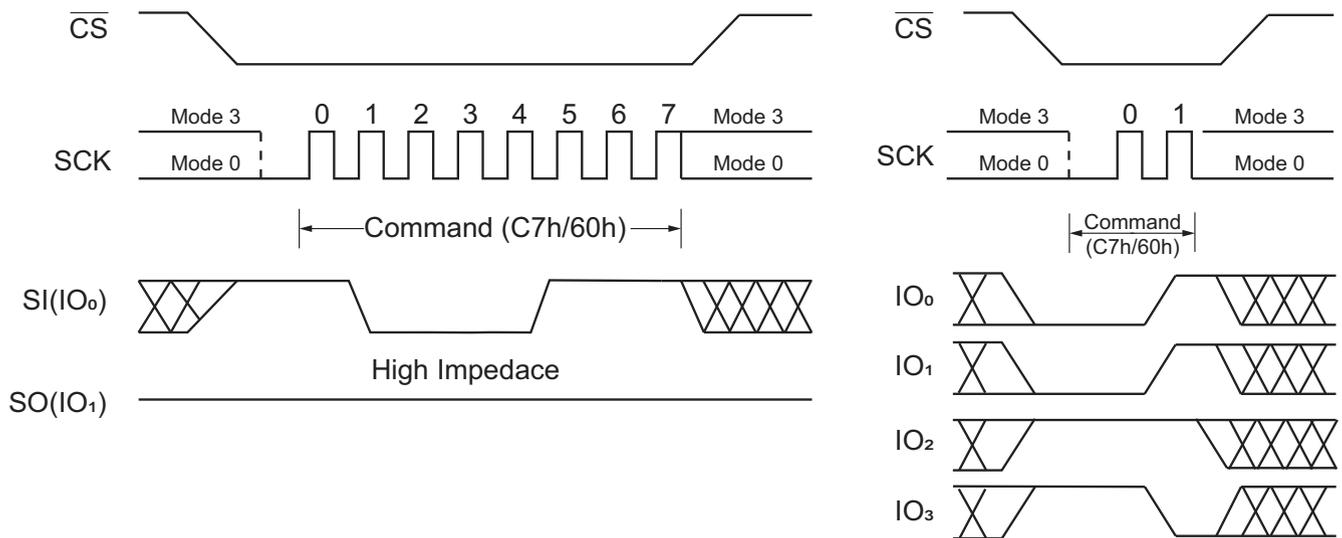 CS
Mode 3 0 1 2 3 4 5 6 7 Mode 3
SCK Mode 0 Mode 0
Command (C7h/60h)
SI(IO₀)
High Impedace
SO(IO₁)
CS
Mode 3 0 1 Mode 3
SCK Mode 0 Mode 0
Command
(C7h/60h)
IO₀
IO₁
IO₂
IO₃